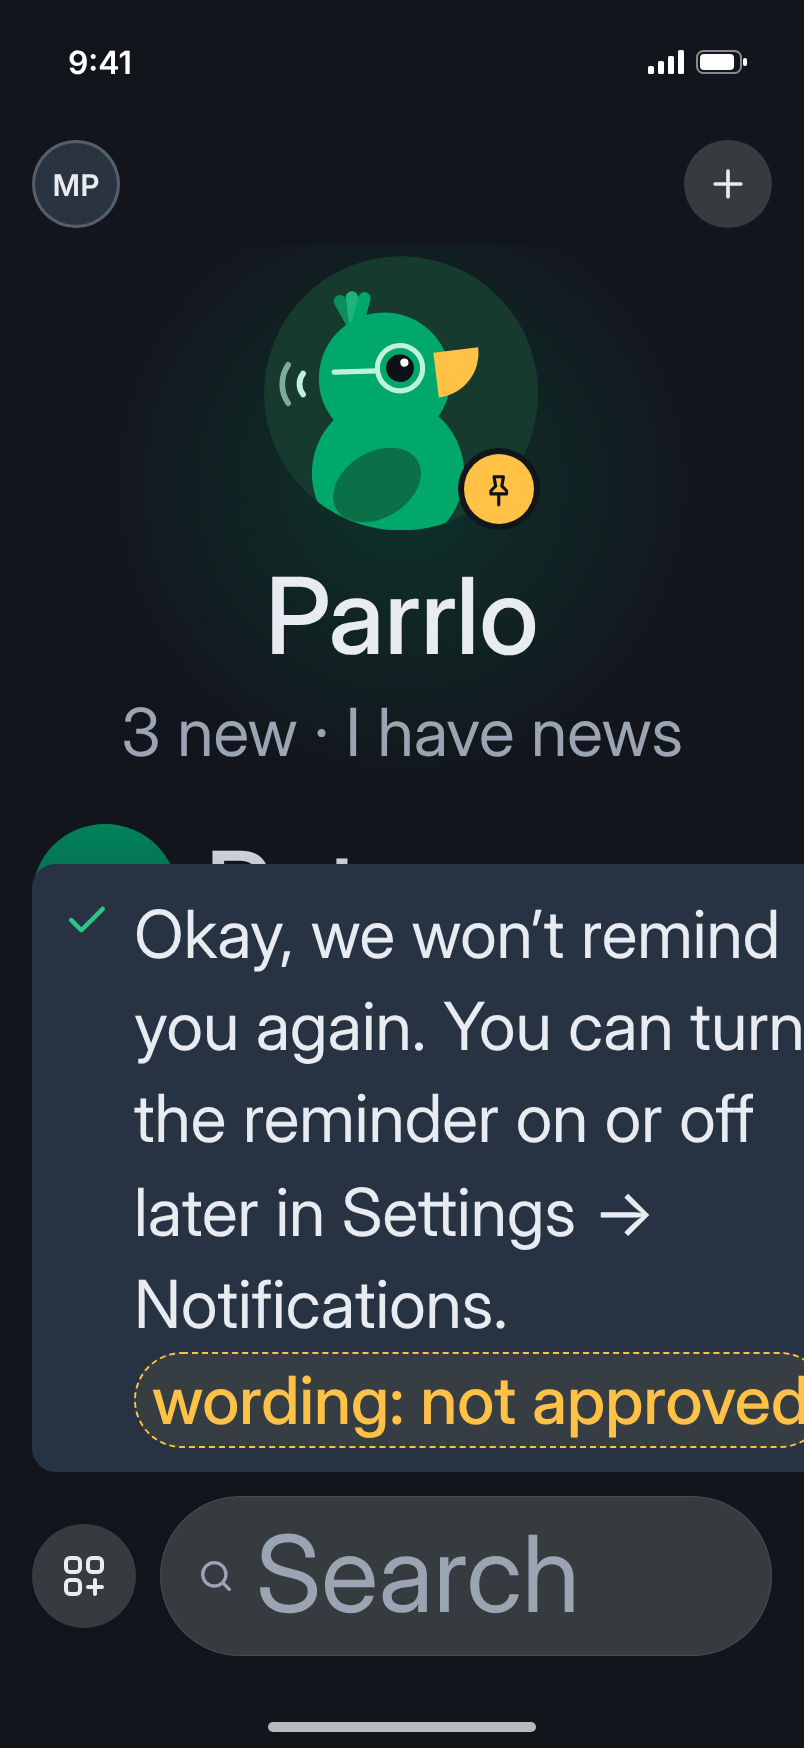 9:41
MP
Parrlo
3 new · I have news
Okay, we won’t remind
you again. You can turn
the reminder on or off
later in Settings →
Notifications.
wording: not approved
Search